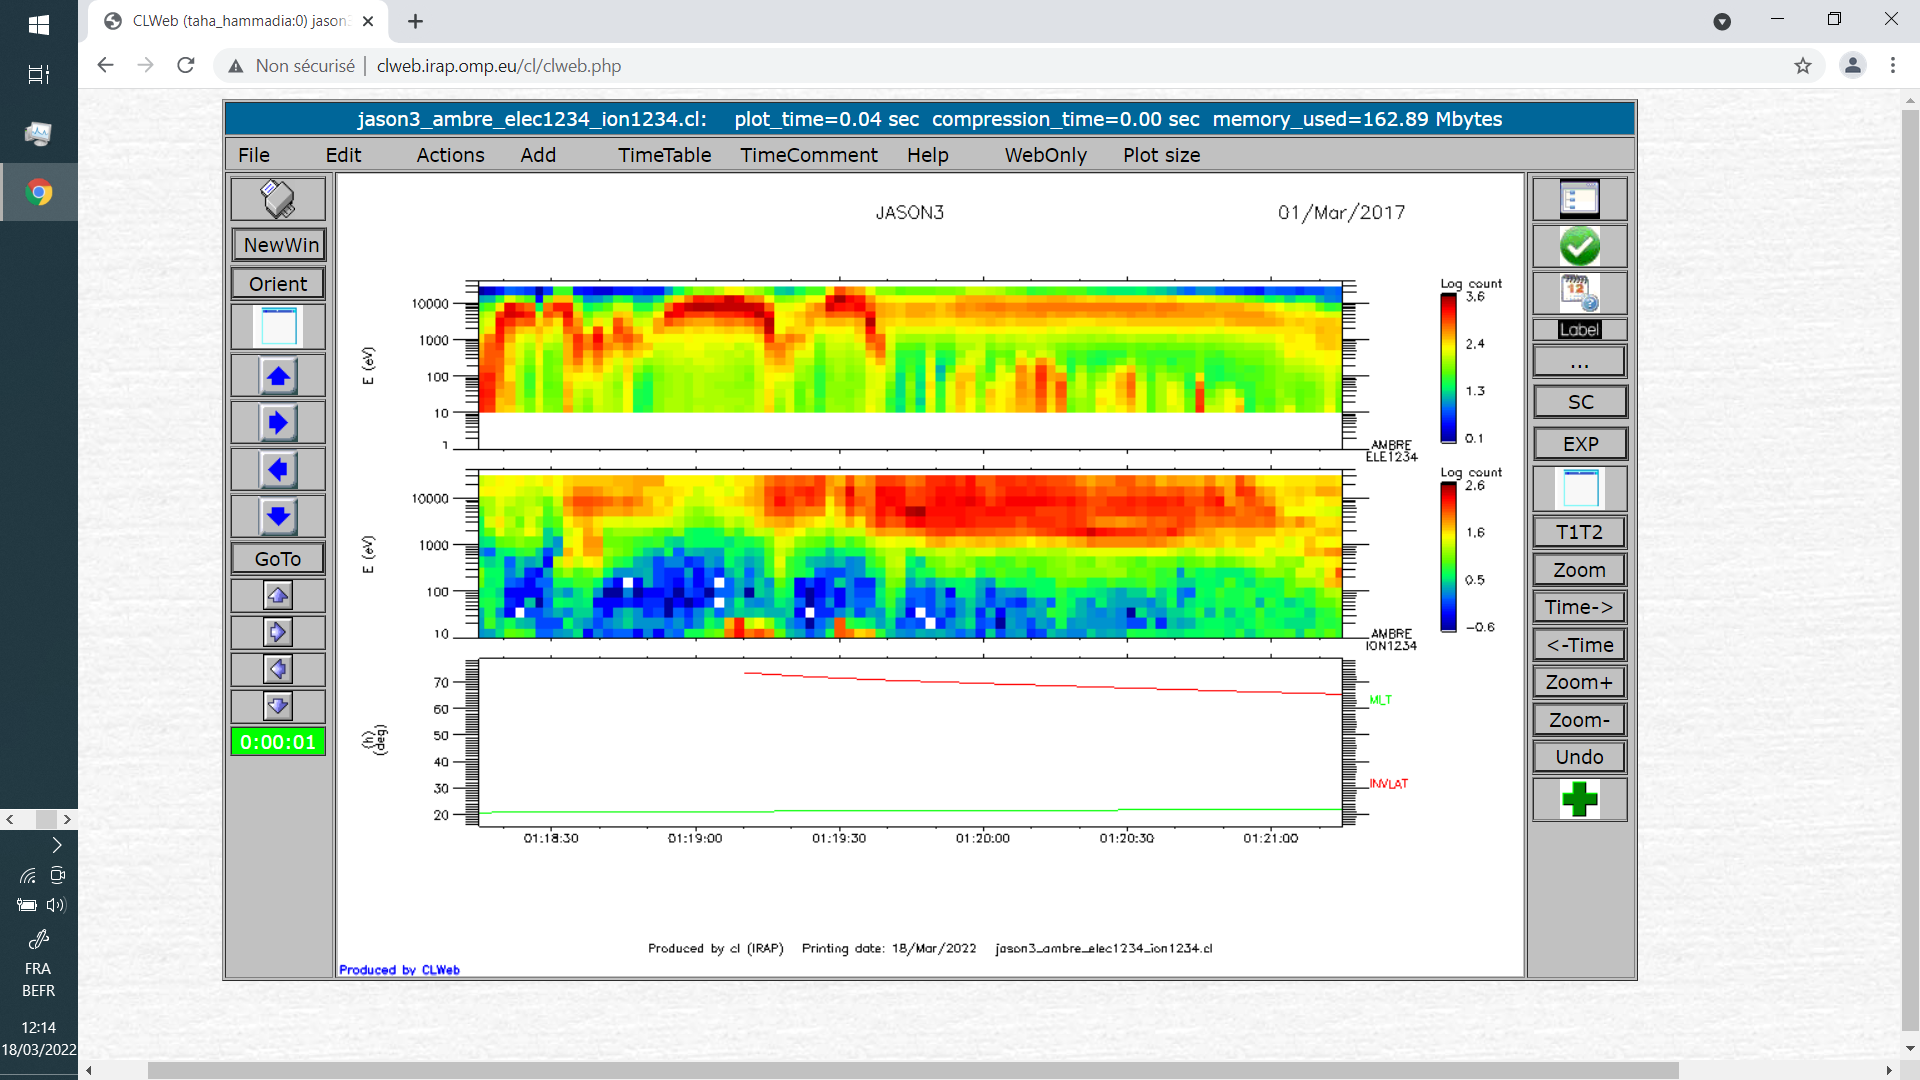 CLWeb (taha_hammadia:0) jason3
Non sécurisé | clweb.irap.omp.eu/cl/clweb.php
jason3_ambre_elec1234_ion1234.cl: plot_time=0.04 sec compression_time=0.00 sec memory_used=162.89 Mbytes
File Edit Actions Add TimeTable TimeComment Help WebOnly Plot size
NewWin
Orient
GoTo
0:00:01
JASON3 01/Mar/2017
10000
1000
100
10
1
E (eV)
AMBRE
ELE1234
Log count
3.6
2.4
1.3
0.1
10000
1000
100
10
E (eV)
AMBRE
ION1234
Log count
2.6
1.6
0.5
-0.6
70
60
50
40
30
20
(h)
(deg)
MLT
INVLAT
01:18:30 01:19:00 01:19:30 01:20:00 01:20:30 01:21:00
Produced by cl (IRAP) Printing date: 18/Mar/2022 jason3_ambre_elec1234_ion1234.cl
Produced by CLWeb
12
Label
...
SC
EXP
T1T2
Zoom
Time->
<-Time
Zoom+
Zoom-
Undo
FRA
BEFR
12:14
18/03/2022